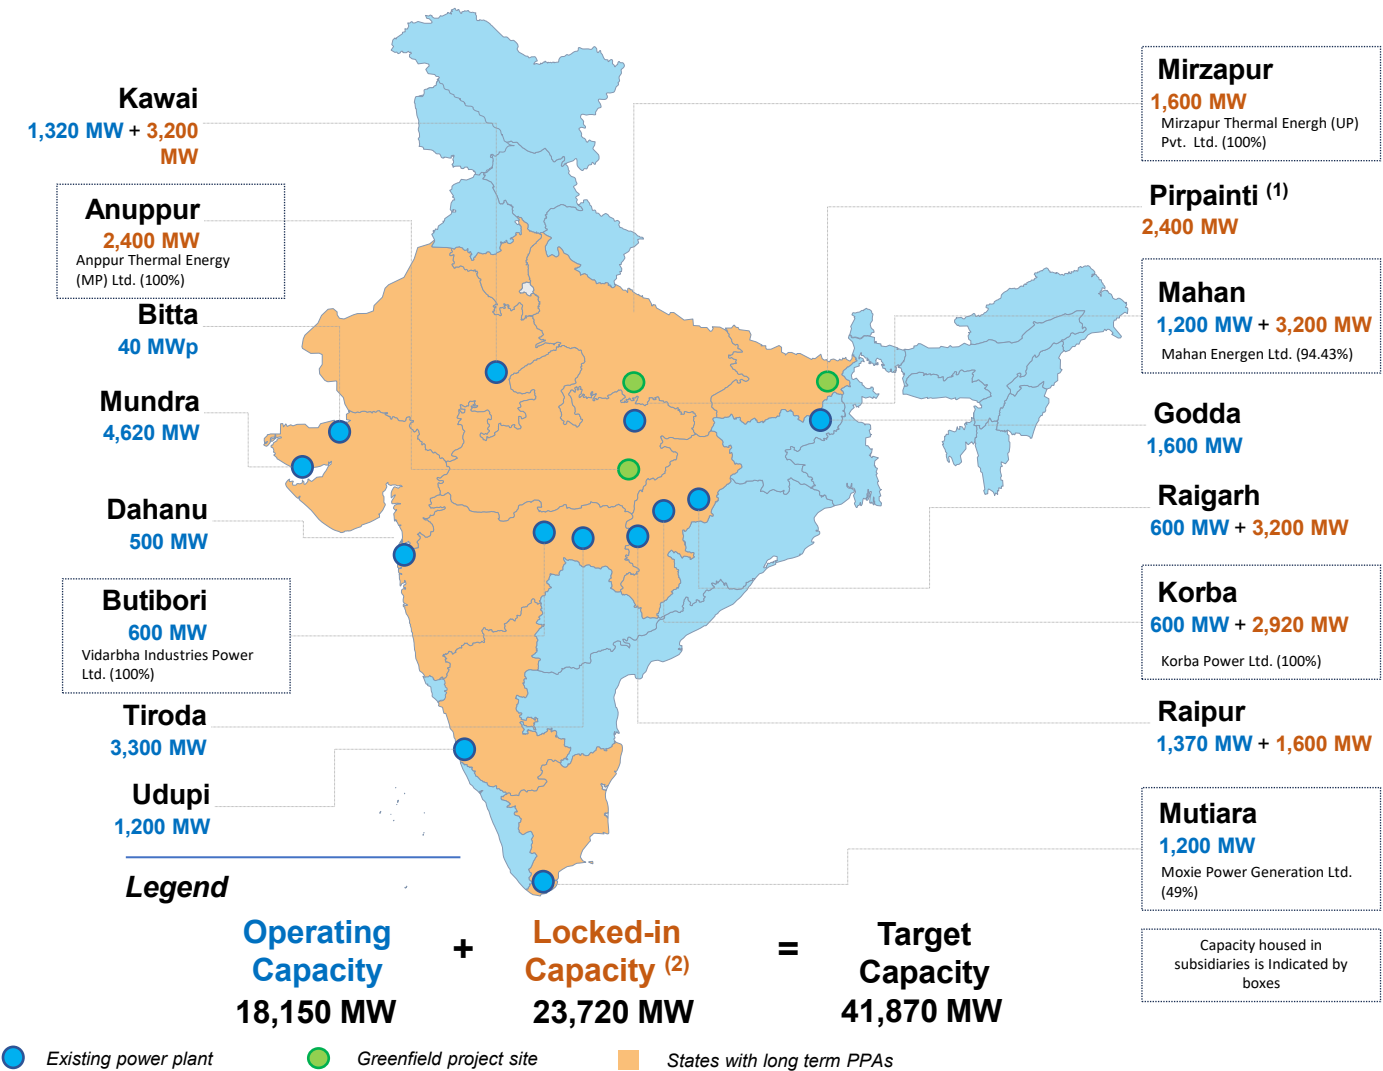 Kawai
1,320 MW + 3,200
MW
Anuppur
2,400 MW
Anppur Thermal Energy
(MP) Ltd. (100%)
Bitta
40 MWp
Mundra
4,620 MW
Dahanu
500 MW
Butibori
600 MW
Vidarbha Industries Power
Ltd. (100%)
Tiroda
3,300 MW
Udupi
1,200 MW
Mirzapur
1,600 MW
Mirzapur Thermal Energh (UP)
Pvt. Ltd. (100%)
Pirpainti (1)
2,400 MW
Mahan
1,200 MW + 3,200 MW
Mahan Energen Ltd. (94.43%)
Godda
1,600 MW
Raigarh
600 MW + 3,200 MW
Korba
600 MW + 2,920 MW
Korba Power Ltd. (100%)
Raipur
1,370 MW + 1,600 MW
Mutiara
1,200 MW
Moxie Power Generation Ltd.
(49%)
Capacity housed in
subsidiaries is Indicated by
boxes
Legend
Operating
Capacity
18,150 MW
+
Locked-in
Capacity (2)
23,720 MW
=
Target
Capacity
41,870 MW
Existing power plant
Greenfield project site
States with long term PPAs